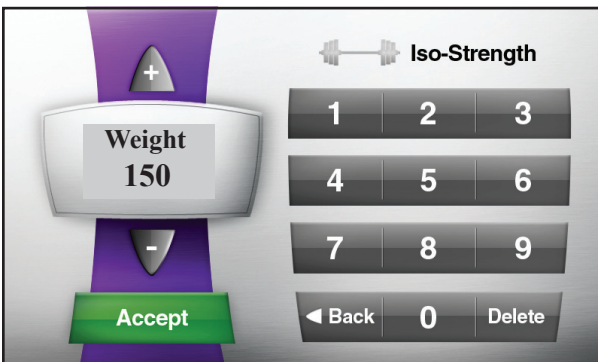 +
Weight
150
-
Accept
Iso-Strength
1 2 3
4 5 6
7 8 9
Back 0 Delete